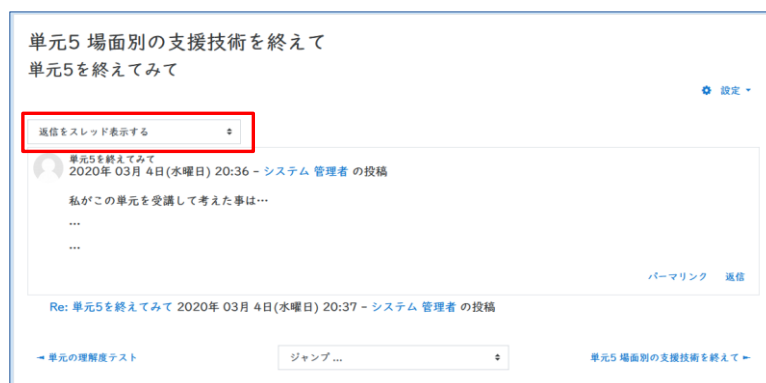 単元5 場面別の支援技術を終えて
単元5を終えてみて
設定
返信をスレッド表示する
単元5を終えてみて
2020年 03月 4日(水曜日) 20:36 - システム 管理者 の投稿
私がこの単元を受講して考えた事は…
…
…
パーマリンク 返信
Re: 単元5を終えてみて 2020年 03月 4日(水曜日) 20:37 - システム 管理者 の投稿
◄ 単元の理解度テスト ジャンプ ... 単元5 場面別の支援技術を終えて ►